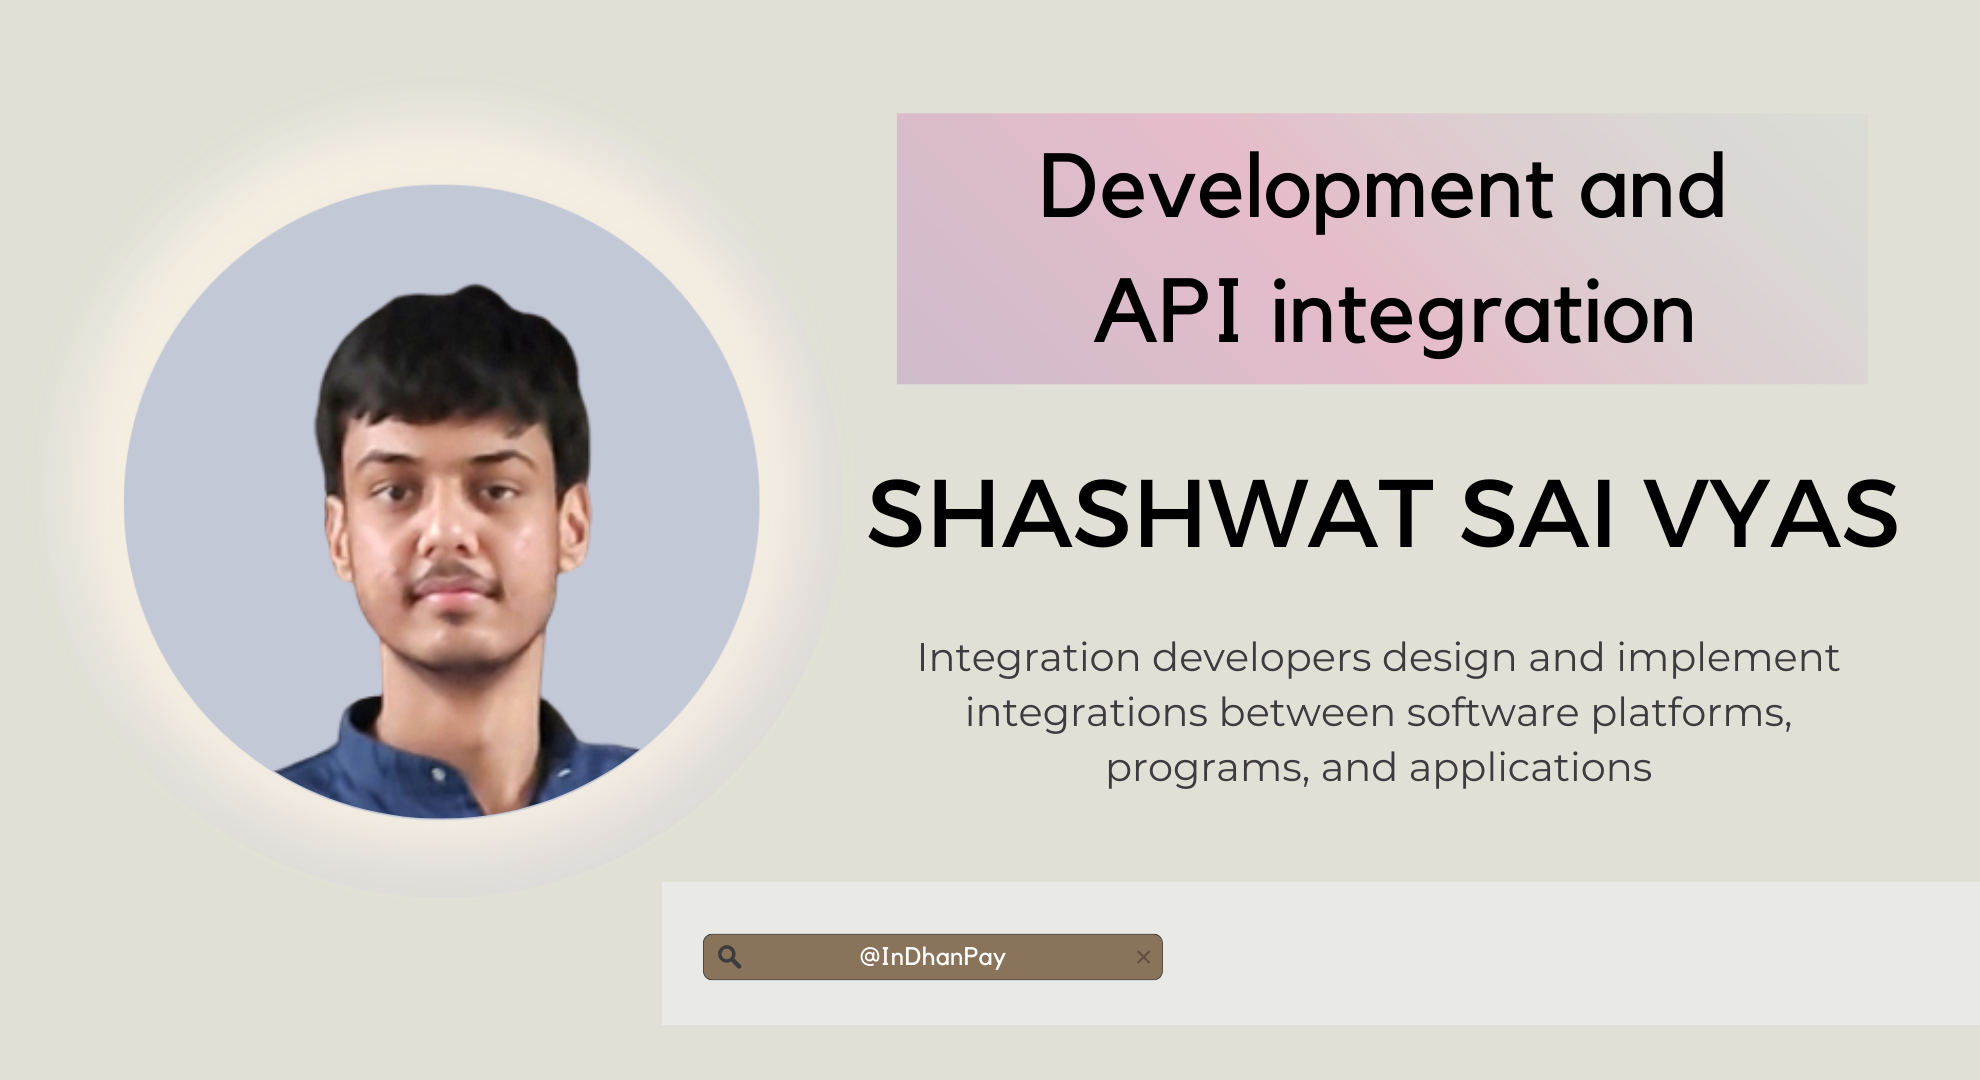 Development and
API integration
SHASHWAT SAI VYAS
Integration developers design and implement
integrations between software platforms,
programs, and applications
@InDhanPay